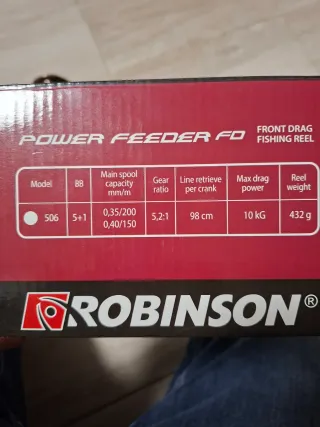 POWER FEEDER FD
FRONT DRAG
FISHING REEL
Model BB Main spool capacity mm/m Gear ratio Line retrieve per crank Max drag power Reel weight
506 5+1 0,35/200 0,40/150 5,2:1 98 cm 10 kG 432 g
ROBINSON®